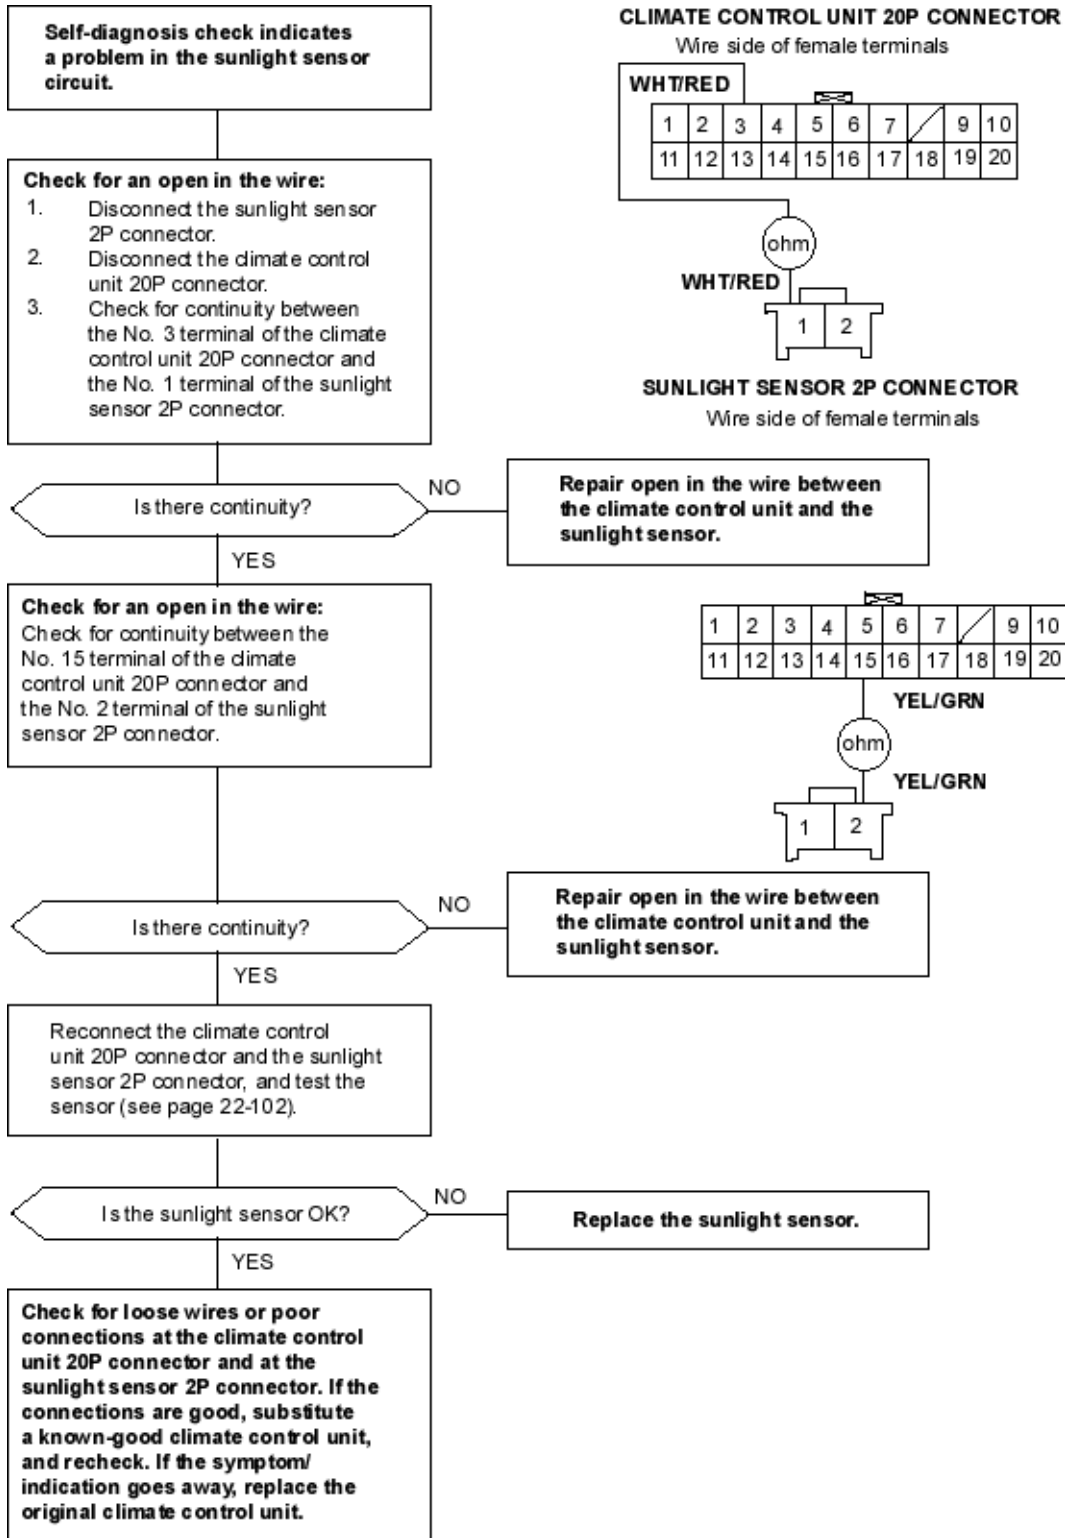 Self-diagnosis check indicates
a problem in the sunlight sensor
circuit.
CLIMATE CONTROL UNIT 20P CONNECTOR
Wire side of female terminals
WHT/RED
1 2 3 4 5 6 7 9 10
11 12 13 14 15 16 17 18 19 20
ohm
WHT/RED
1 2
SUNLIGHT SENSOR 2P CONNECTOR
Wire side of female terminals
Check for an open in the wire:
1. Disconnect the sunlight sensor
2P connector.
2. Disconnect the climate control
unit 20P connector.
3. Check for continuity between
the No. 3 terminal of the climate
control unit 20P connector and
the No. 1 terminal of the sunlight
sensor 2P connector.
Is there continuity?
NO
Repair open in the wire between
the climate control unit and the
sunlight sensor.
YES
Check for an open in the wire:
Check for continuity between the
No. 15 terminal of the climate
control unit 20P connector and
the No. 2 terminal of the sunlight
sensor 2P connector.
1 2 3 4 5 6 7 9 10
11 12 13 14 15 16 17 18 19 20
YEL/GRN
ohm
YEL/GRN
1 2
Is there continuity?
NO
Repair open in the wire between
the climate control unit and the
sunlight sensor.
YES
Reconnect the climate control
unit 20P connector and the sunlight
sensor 2P connector, and test the
sensor (see page 22-102).
Is the sunlight sensor OK?
NO
Replace the sunlight sensor.
YES
Check for loose wires or poor
connections at the climate control
unit 20P connector and at the
sunlight sensor 2P connector. If the
connections are good, substitute
a known-good climate control unit,
and recheck. If the symptom/
indication goes away, replace the
original climate control unit.